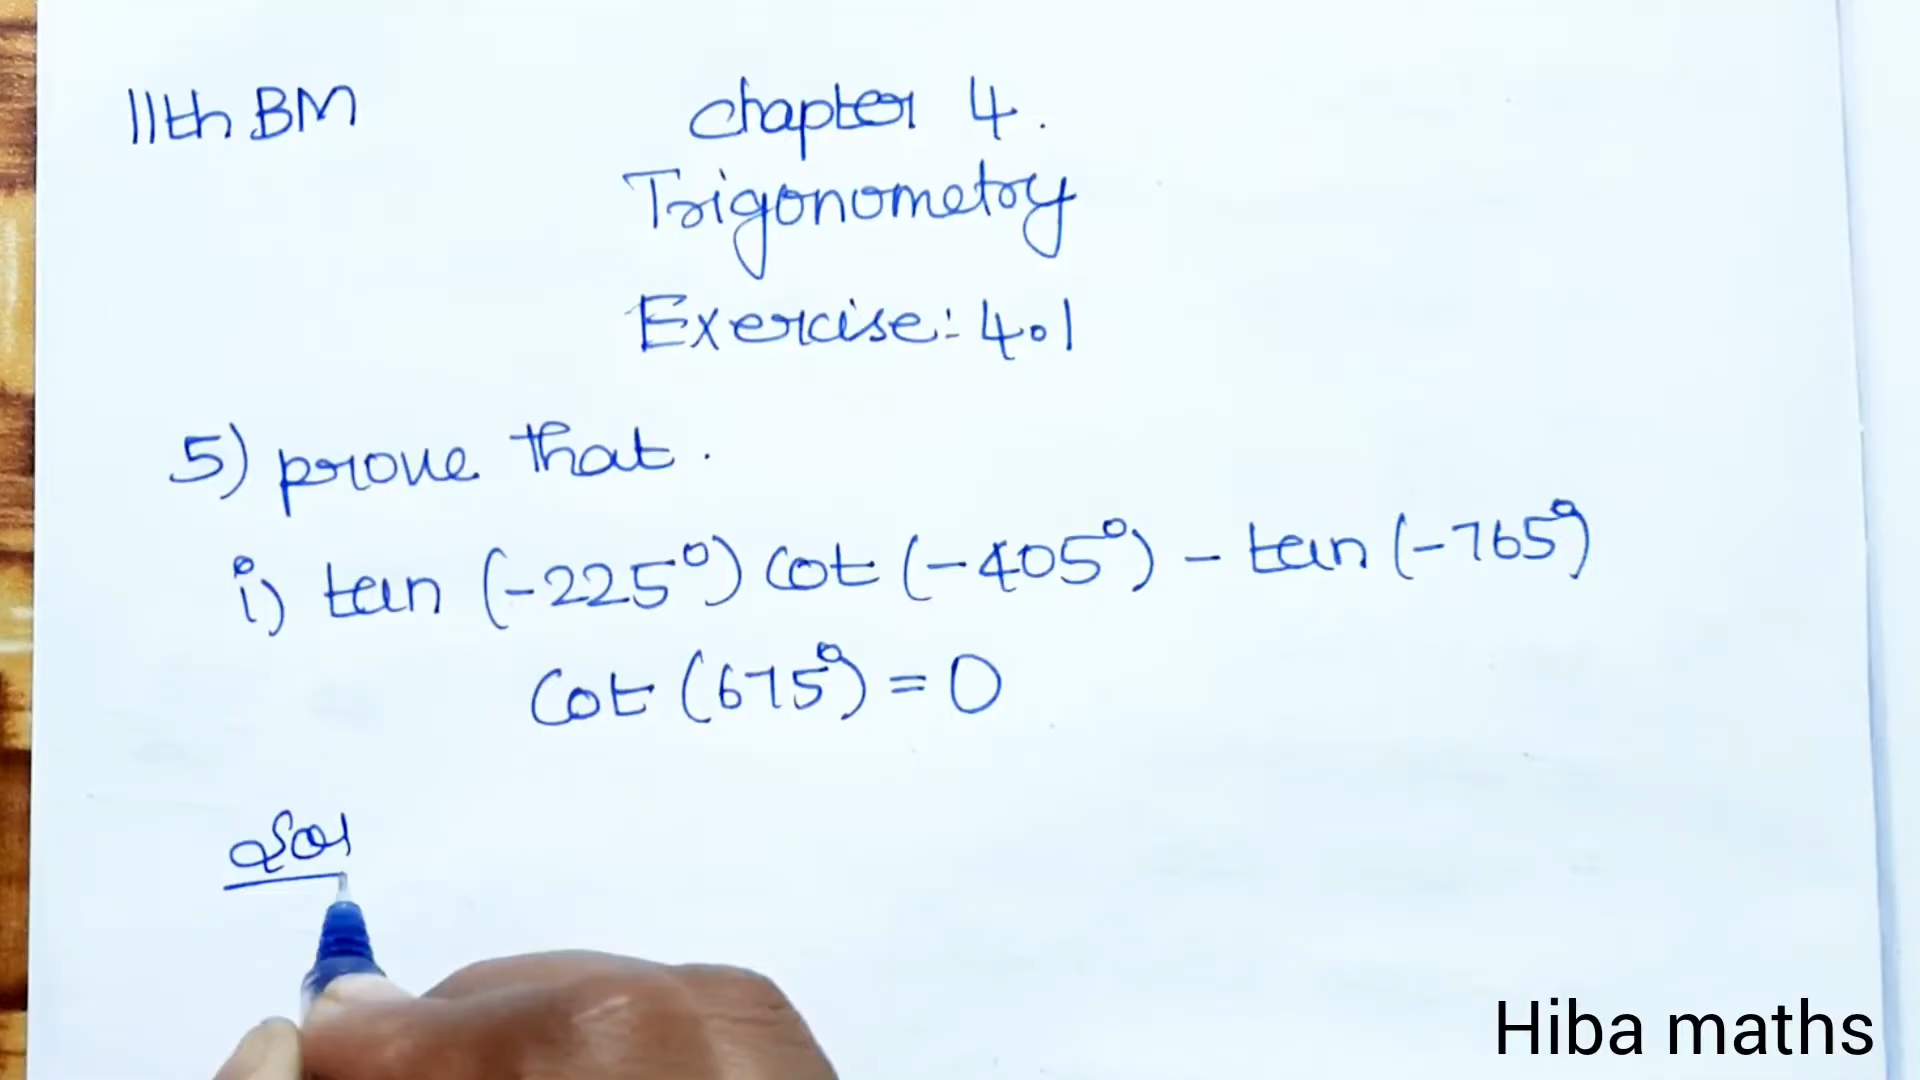 11th BM
chapter 4.
Trigonometry
Exercise:- 4.1
5) prove that.
i) tan (-225°) cot (-405°) - tan (-765°)
cot (675°) = 0
Sol
Hiba maths